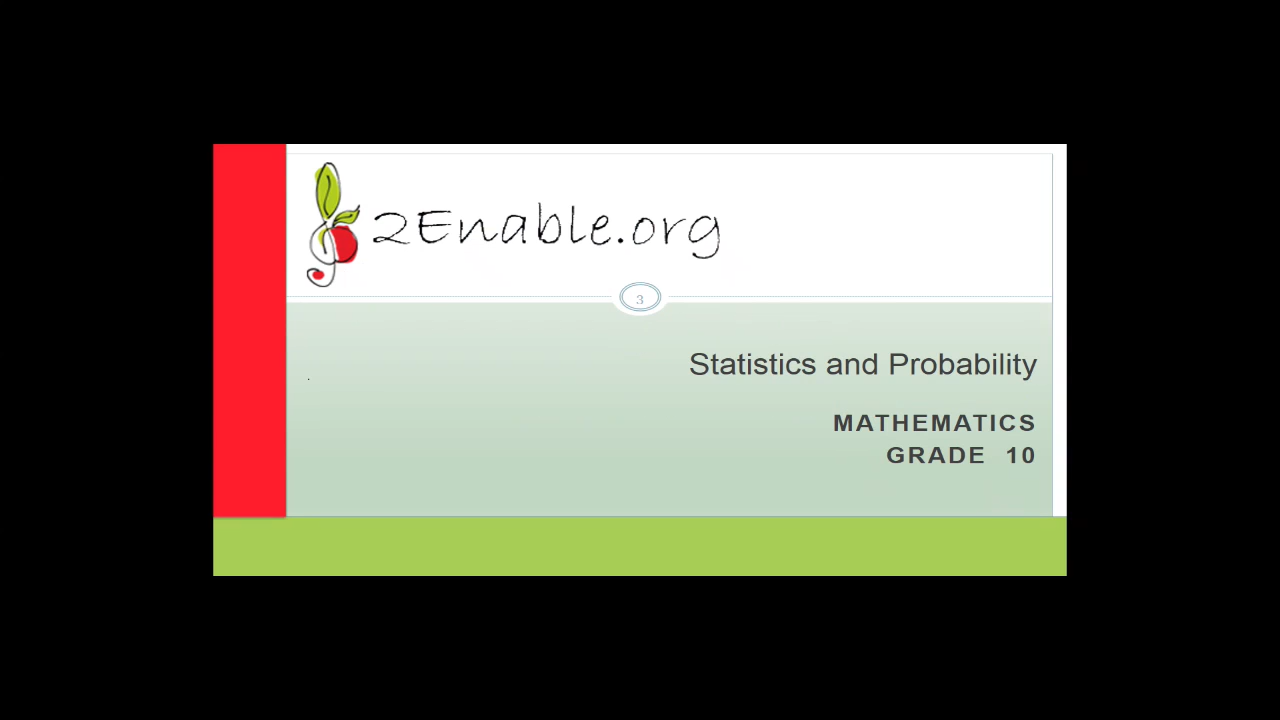 2Enable.org
3
Statistics and Probability
MATHEMATICS
GRADE 10